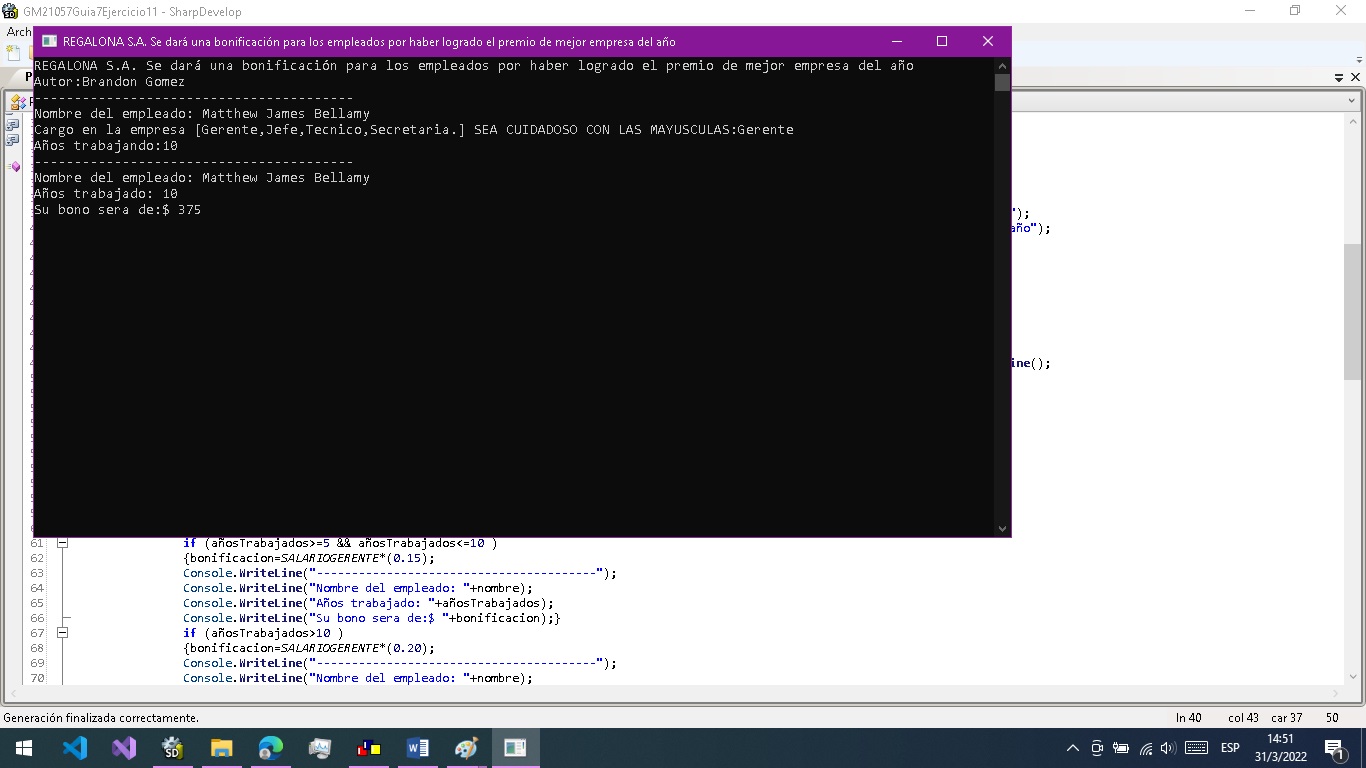 GM21057Guia7Ejercicio11 - SharpDevelop
Arch
REGALONA S.A. Se dará una bonificación para los empleados por haber logrado el premio de mejor empresa del año
REGALONA S.A. Se dará una bonificación para los empleados por haber logrado el premio de mejor empresa del año
Autor:Brandon Gomez
----------------------------------------
Nombre del empleado: Matthew James Bellamy
Cargo en la empresa [Gerente,Jefe,Tecnico,Secretaria.] SEA CUIDADOSO CON LAS MAYUSCULAS:Gerente
Años trabajando:10
----------------------------------------
Nombre del empleado: Matthew James Bellamy
Años trabajado: 10
Su bono sera de:$ 375
");
año");
ine();
61 if (añosTrabajados>=5 && añosTrabajados<=10 )
62 {bonificacion=SALARIOGERENTE*(0.15);
63 Console.WriteLine("----------------------------------------");
64 Console.WriteLine("Nombre del empleado: "+nombre);
65 Console.WriteLine("Años trabajado: "+añosTrabajados);
66 Console.WriteLine("Su bono sera de:$ "+bonificacion);}
67 if (añosTrabajados>10 )
68 {bonificacion=SALARIOGERENTE*(0.20);
69 Console.WriteLine("----------------------------------------");
70 Console.WriteLine("Nombre del empleado: "+nombre);
Generación finalizada correctamente.
ln 40 col 43 car 37 50
SD
ESP
14:51
31/3/2022
1